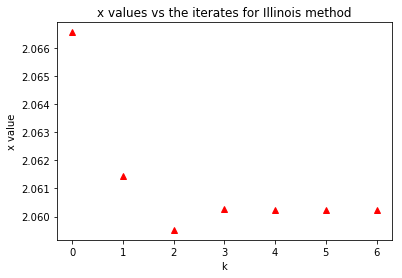 x values vs the iterates for Illinois method
2.066
2.065
2.064
2.063
2.062
2.061
2.060
x value
0 1 2 3 4 5 6
k